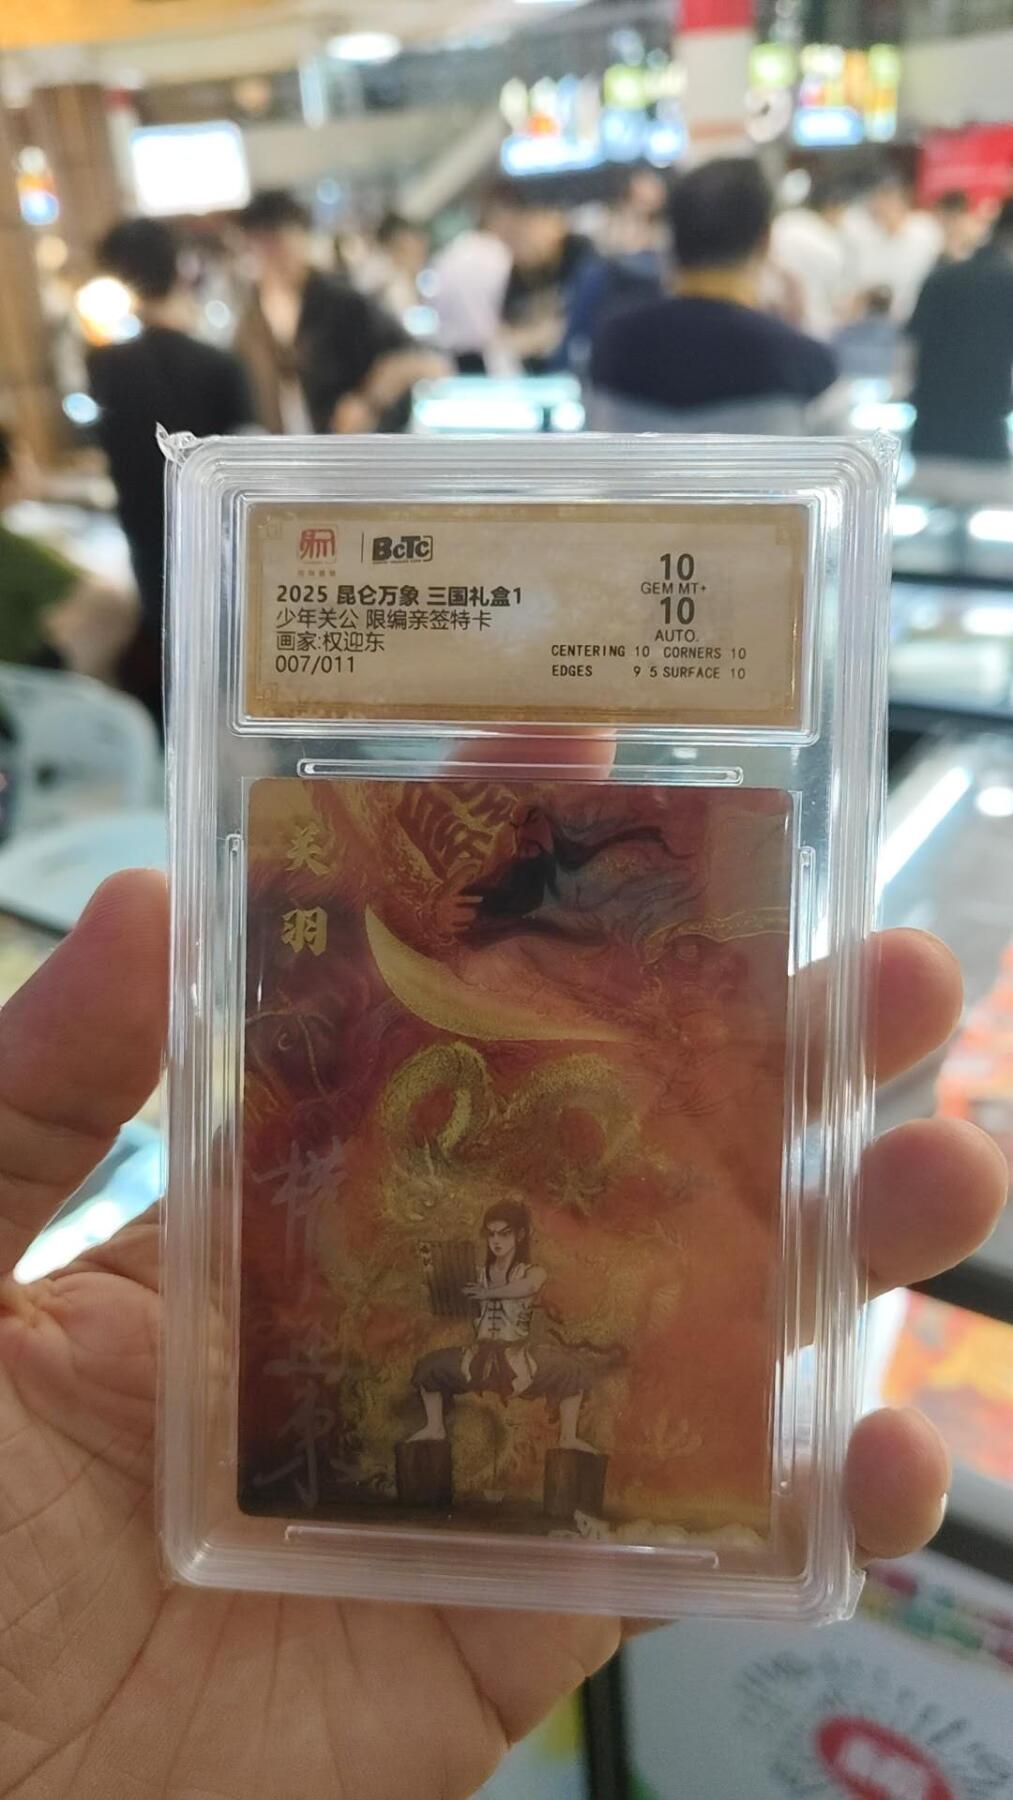 BCTC
2025 昆仑万象 三国礼盒1
少年关公 限编亲签特卡
画家:权迎东
007/011
10
GEM MT+
10
AUTO.
CENTERING 10 CORNERS 10
EDGES 9 5 SURFACE 10
关羽